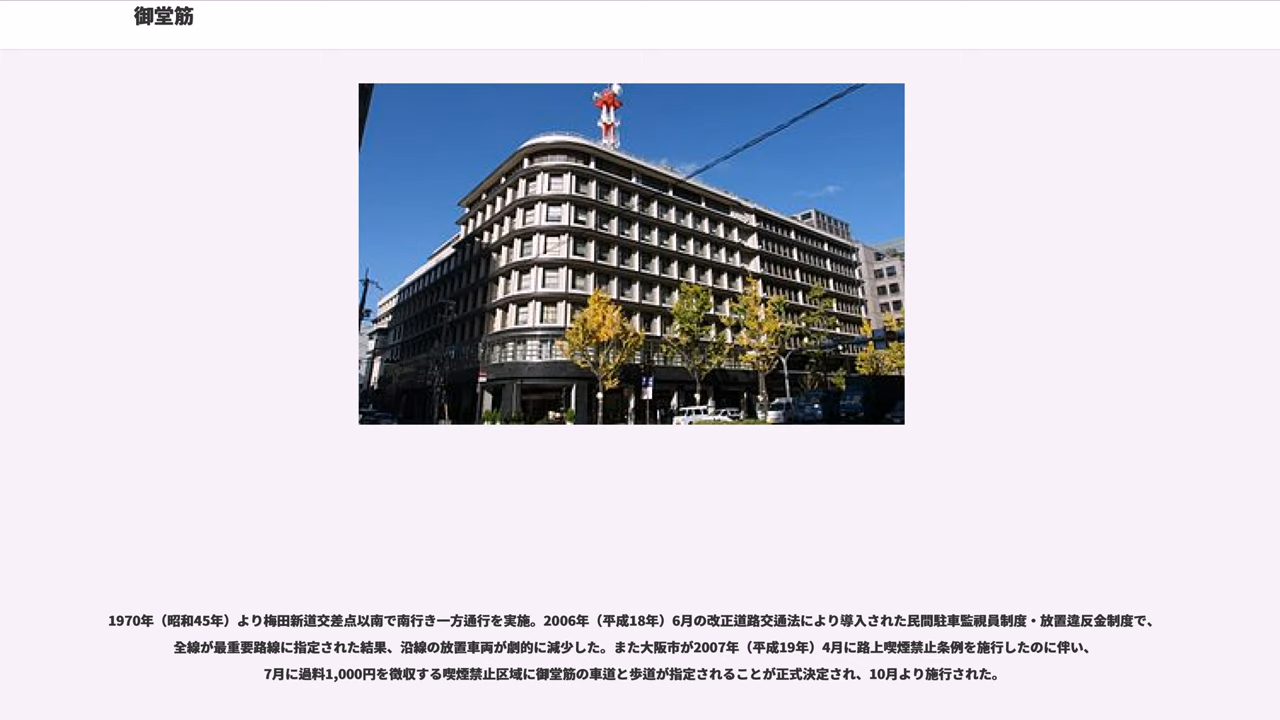 御堂筋
1970年（昭和45年）より梅田新道交差点以南で南行き一方通行を実施。2006年（平成18年）6月の改正道路交通法により導入された民間駐車監視員制度・放置違反金制度で、
全線が最重要路線に指定された結果、沿線の放置車両が劇的に減少した。また大阪市が2007年（平成19年）4月に路上喫煙禁止条例を施行したのに伴い、
7月に過料1,000円を徴収する喫煙禁止区域に御堂筋の車道と歩道が指定されることが正式決定され、10月より施行された。